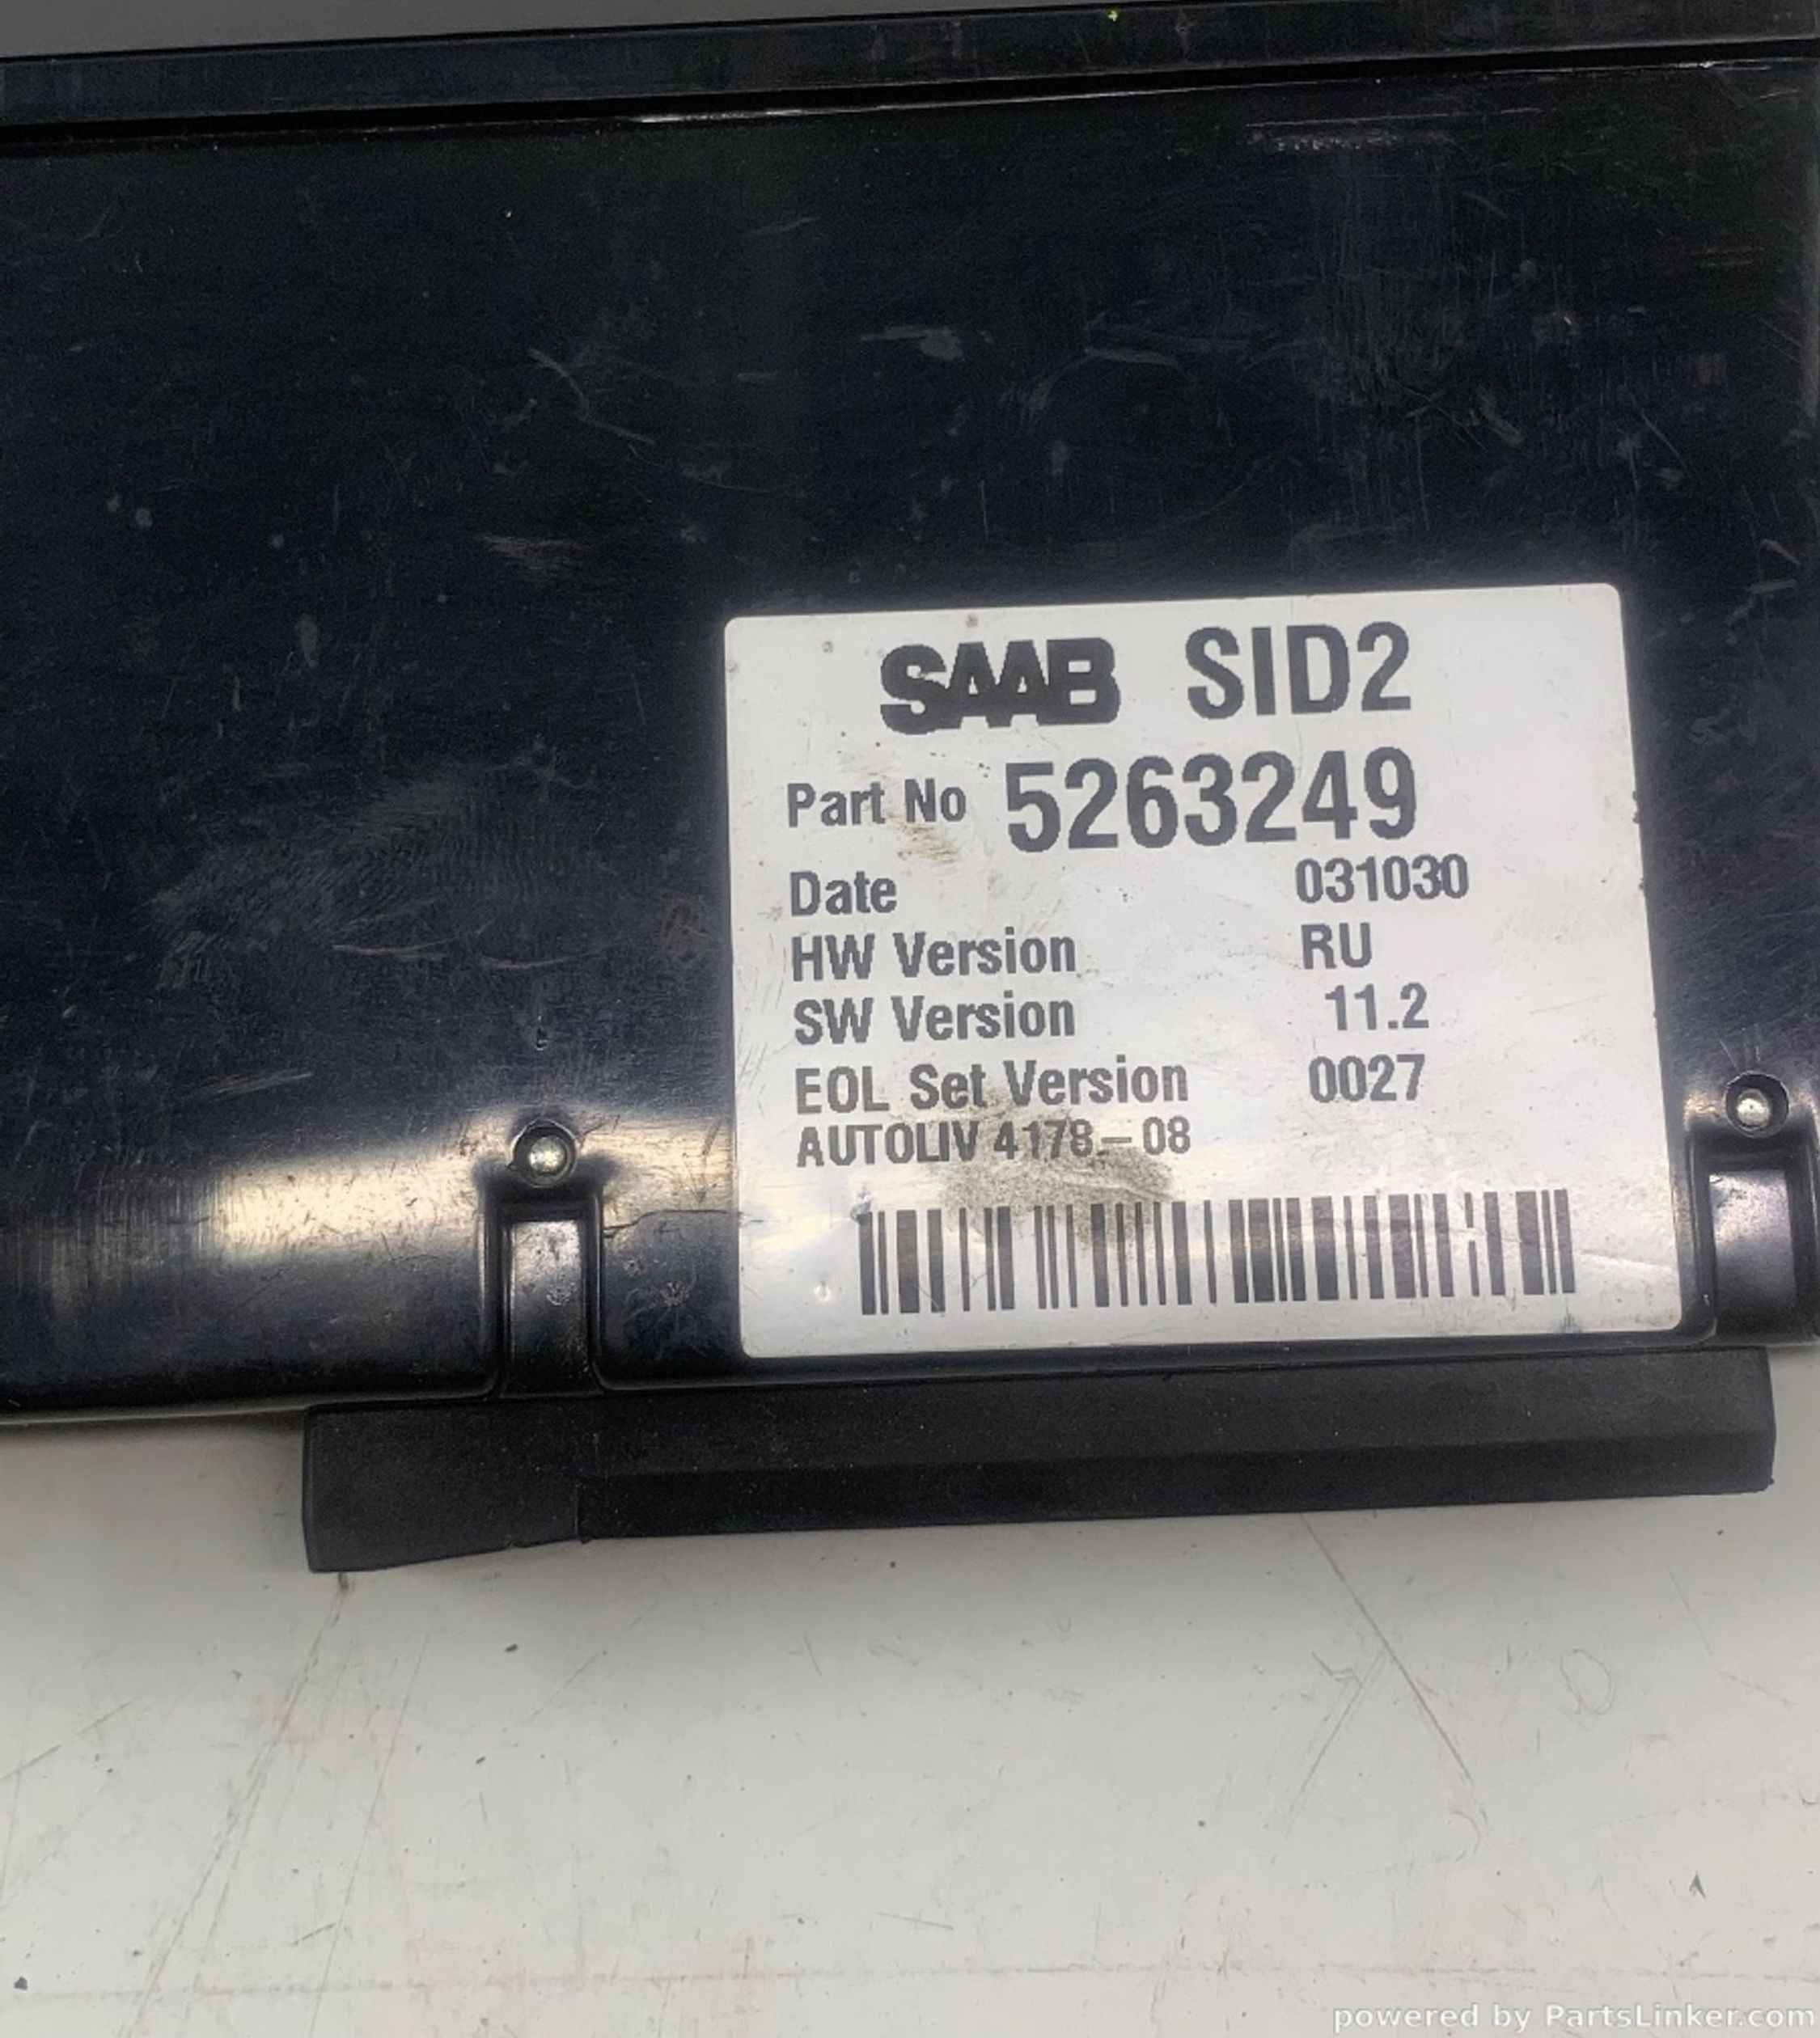 SAAB SID2
Part No 5263249
Date 031030
HW Version RU
SW Version 11.2
EOL Set Version 0027
AUTOLIV 4178-08
powered by PartsLinker.com